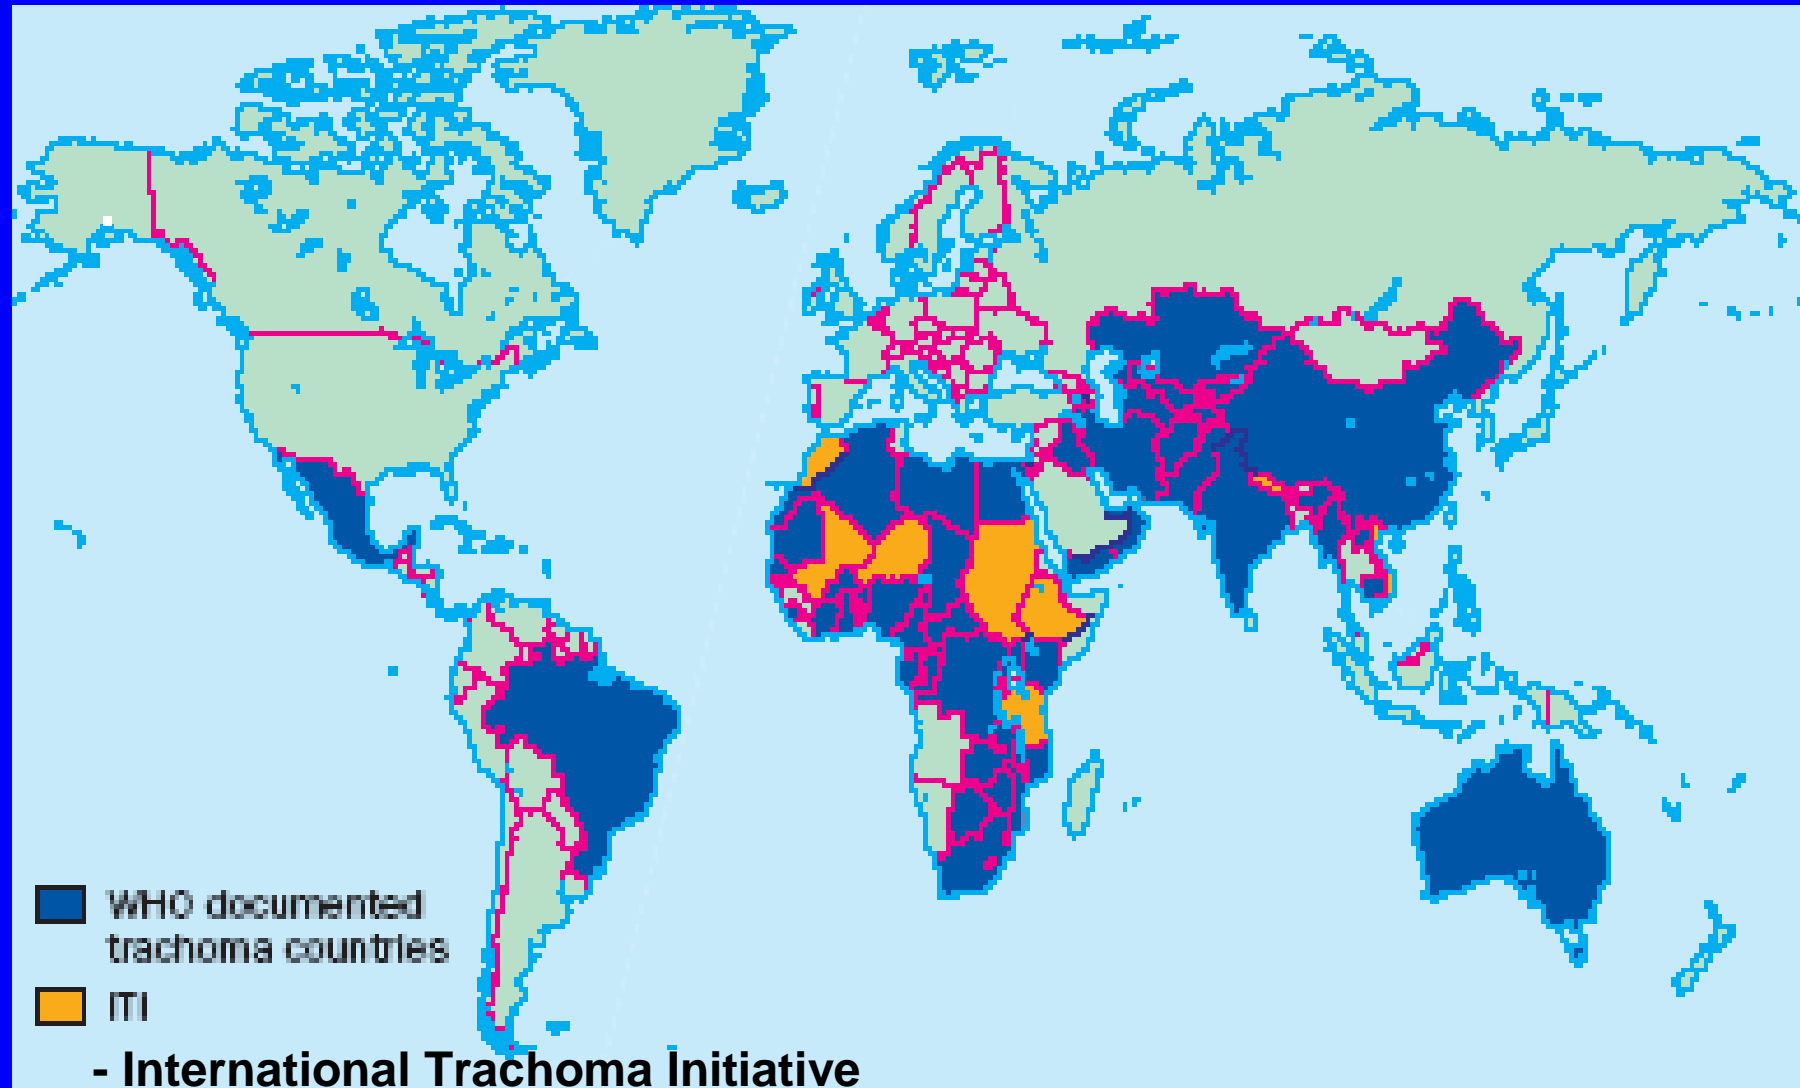 WHO documented
trachoma countries
ITI
- International Trachoma Initiative